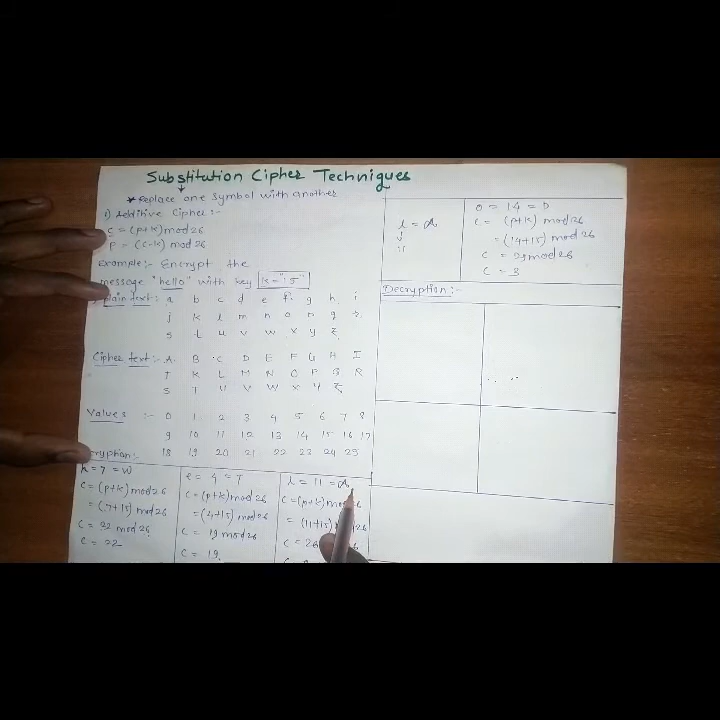 Substitution Cipher Techniques
* Replace one symbol with another
1) Additive Cipher:-
C = (p+k) mod 26
P = (C-k) mod 26
Example:- Encrypt the
message "hello" with key k="15"
plain text: a b c d e f g h i
j k l m n o p q r
s t u v w x y z
Cipher text:- A B C D E F G H I
J K L M N O P Q R
S T U V W X Y Z
Values :- 0 1 2 3 4 5 6 7 8
9 10 11 12 13 14 15 16 17
18 19 20 21 22 23 24 25
cryption:-
h = 7 = W
C = (p+k) mod 26
= (7+15) mod 26
C = 22 mod 26
C = 22
e = 4 = T
C = (p+k) mod 26
= (4+15) mod 26
C = 19 mod 26
C = 19
l = 11 = A
C = (p+k) mod 26
= (11+15)
C = 26
l = A
↓
11
O = 14 = D
C = (p+k) mod 26
= (14+15) mod 26
C = 29 mod 26
C = 3
Decryption:-